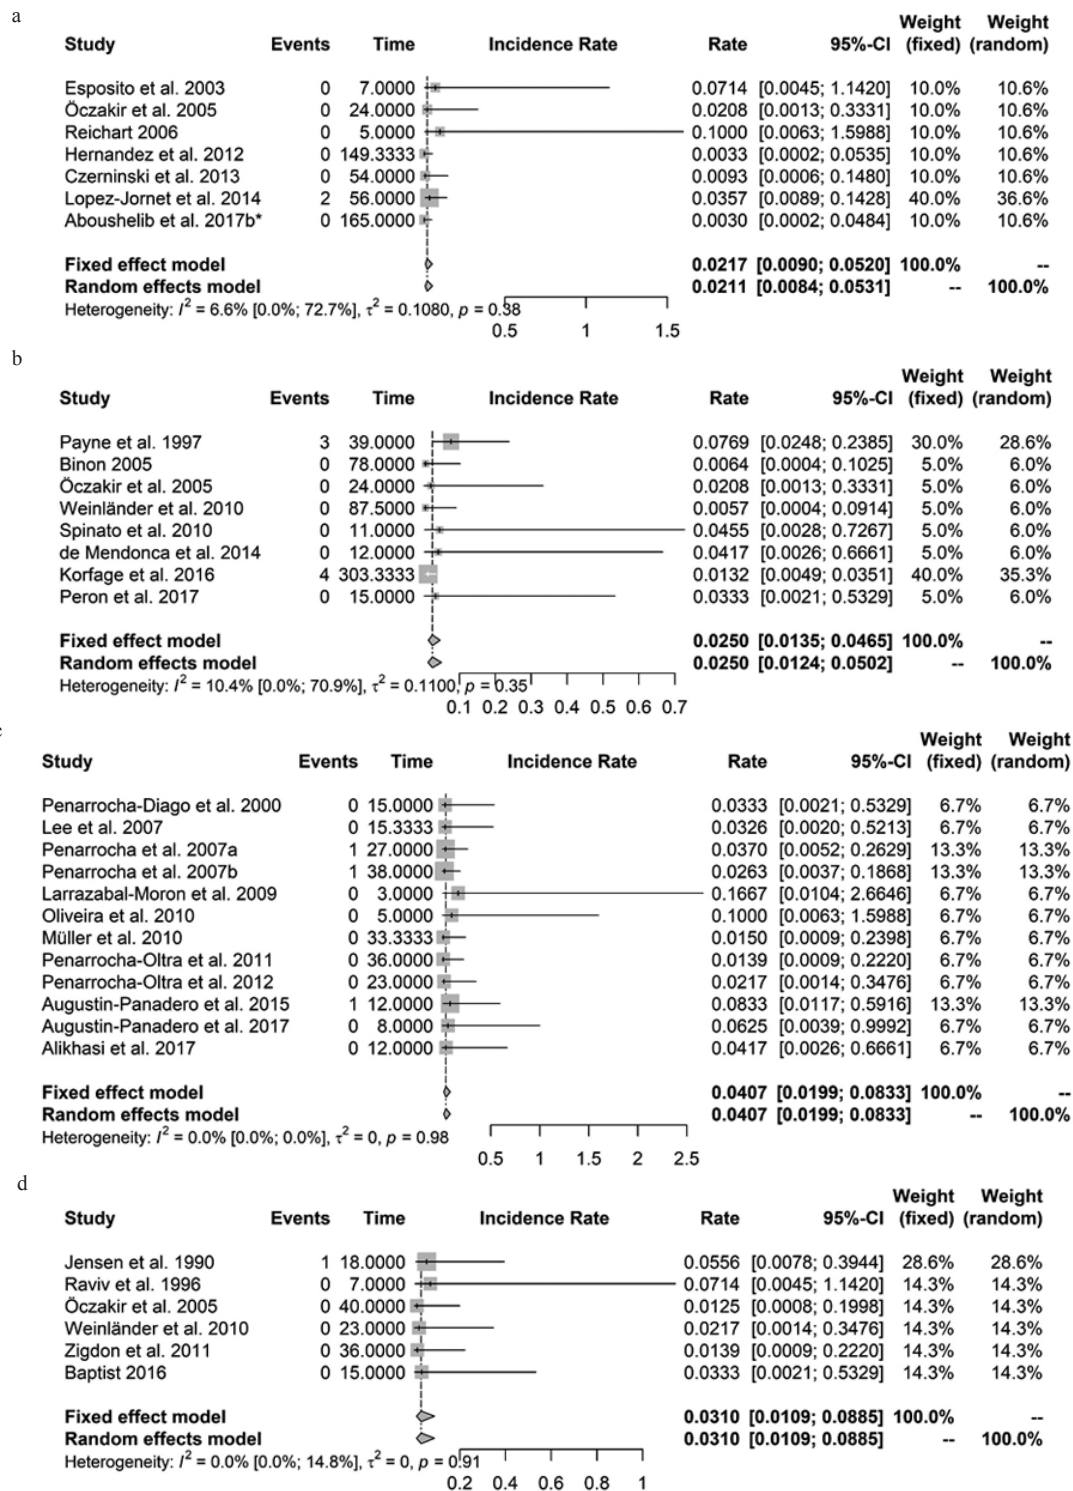 a
Weight Weight
Study Events Time Incidence Rate Rate 95%-CI (fixed) (random)
Esposito et al. 2003 0 7.0000 0.0714 [0.0045; 1.1420] 10.0% 10.6%
Öczakir et al. 2005 0 24.0000 0.0208 [0.0013; 0.3331] 10.0% 10.6%
Reichart 2006 0 5.0000 0.1000 [0.0063; 1.5988] 10.0% 10.6%
Hernandez et al. 2012 0 149.3333 0.0033 [0.0002; 0.0535] 10.0% 10.6%
Czerninski et al. 2013 0 54.0000 0.0093 [0.0006; 0.1480] 10.0% 10.6%
Lopez-Jornet et al. 2014 2 56.0000 0.0357 [0.0089; 0.1428] 40.0% 36.6%
Aboushelib et al. 2017b* 0 165.0000 0.0030 [0.0002; 0.0484] 10.0% 10.6%
Fixed effect model 0.0217 [0.0090; 0.0520] 100.0% --
Random effects model 0.0211 [0.0084; 0.0531] -- 100.0%
Heterogeneity: I² = 6.6% [0.0%; 72.7%], τ² = 0.1080, p = 0.38
0.5 1 1.5
b
Weight Weight
Study Events Time Incidence Rate Rate 95%-CI (fixed) (random)
Payne et al. 1997 3 39.0000 0.0769 [0.0248; 0.2385] 30.0% 28.6%
Binon 2005 0 78.0000 0.0064 [0.0004; 0.1025] 5.0% 6.0%
Öczakir et al. 2005 0 24.0000 0.0208 [0.0013; 0.3331] 5.0% 6.0%
Weinländer et al. 2010 0 87.5000 0.0057 [0.0004; 0.0914] 5.0% 6.0%
Spinato et al. 2010 0 11.0000 0.0455 [0.0028; 0.7267] 5.0% 6.0%
de Mendonca et al. 2014 0 12.0000 0.0417 [0.0026; 0.6661] 5.0% 6.0%
Korfage et al. 2016 4 303.3333 0.0132 [0.0049; 0.0351] 40.0% 35.3%
Peron et al. 2017 0 15.0000 0.0333 [0.0021; 0.5329] 5.0% 6.0%
Fixed effect model 0.0250 [0.0135; 0.0465] 100.0% --
Random effects model 0.0250 [0.0124; 0.0502] -- 100.0%
Heterogeneity: I² = 10.4% [0.0%; 70.9%], τ² = 0.1100, p = 0.35
0.1 0.2 0.3 0.4 0.5 0.6 0.7
Weight Weight
Study Events Time Incidence Rate Rate 95%-CI (fixed) (random)
Penarrocha-Diago et al. 2000 0 15.0000 0.0333 [0.0021; 0.5329] 6.7% 6.7%
Lee et al. 2007 0 15.3333 0.0326 [0.0020; 0.5213] 6.7% 6.7%
Penarrocha et al. 2007a 1 27.0000 0.0370 [0.0052; 0.2629] 13.3% 13.3%
Penarrocha et al. 2007b 1 38.0000 0.0263 [0.0037; 0.1868] 13.3% 13.3%
Larrazabal-Moron et al. 2009 0 3.0000 0.1667 [0.0104; 2.6646] 6.7% 6.7%
Oliveira et al. 2010 0 5.0000 0.1000 [0.0063; 1.5988] 6.7% 6.7%
Müller et al. 2010 0 33.3333 0.0150 [0.0009; 0.2398] 6.7% 6.7%
Penarrocha-Oltra et al. 2011 0 36.0000 0.0139 [0.0009; 0.2220] 6.7% 6.7%
Penarrocha-Oltra et al. 2012 0 23.0000 0.0217 [0.0014; 0.3476] 6.7% 6.7%
Augustin-Panadero et al. 2015 1 12.0000 0.0833 [0.0117; 0.5916] 13.3% 13.3%
Augustin-Panadero et al. 2017 0 8.0000 0.0625 [0.0039; 0.9992] 6.7% 6.7%
Alikhasi et al. 2017 0 12.0000 0.0417 [0.0026; 0.6661] 6.7% 6.7%
Fixed effect model 0.0407 [0.0199; 0.0833] 100.0% --
Random effects model 0.0407 [0.0199; 0.0833] -- 100.0%
Heterogeneity: I² = 0.0% [0.0%; 0.0%], τ² = 0, p = 0.98
0.5 1 1.5 2 2.5
d
Weight Weight
Study Events Time Incidence Rate Rate 95%-CI (fixed) (random)
Jensen et al. 1990 1 18.0000 0.0556 [0.0078; 0.3944] 28.6% 28.6%
Raviv et al. 1996 0 7.0000 0.0714 [0.0045; 1.1420] 14.3% 14.3%
Öczakir et al. 2005 0 40.0000 0.0125 [0.0008; 0.1998] 14.3% 14.3%
Weinländer et al. 2010 0 23.0000 0.0217 [0.0014; 0.3476] 14.3% 14.3%
Zigdon et al. 2011 0 36.0000 0.0139 [0.0009; 0.2220] 14.3% 14.3%
Baptist 2016 0 15.0000 0.0333 [0.0021; 0.5329] 14.3% 14.3%
Fixed effect model 0.0310 [0.0109; 0.0885] 100.0% --
Random effects model 0.0310 [0.0109; 0.0885] -- 100.0%
Heterogeneity: I² = 0.0% [0.0%; 14.8%], τ² = 0, p = 0.91
0.2 0.4 0.6 0.8 1